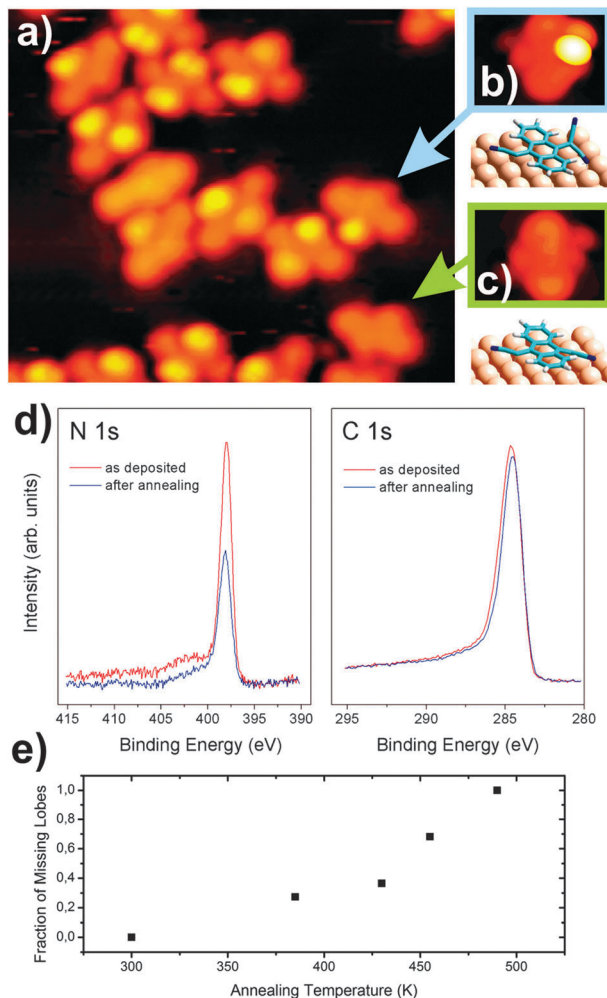 a)
b)
c)
d)
N 1s
as deposited
after annealing
Intensity (arb. units)
415 410 405 400 395 390
Binding Energy (eV)
C 1s
as deposited
after annealing
295 290 285 280
Binding Energy (eV)
e)
Fraction of Missing Lobes
1,0
0,8
0,6
0,4
0,2
0,0
300 350 400 450 500
Annealing Temperature (K)